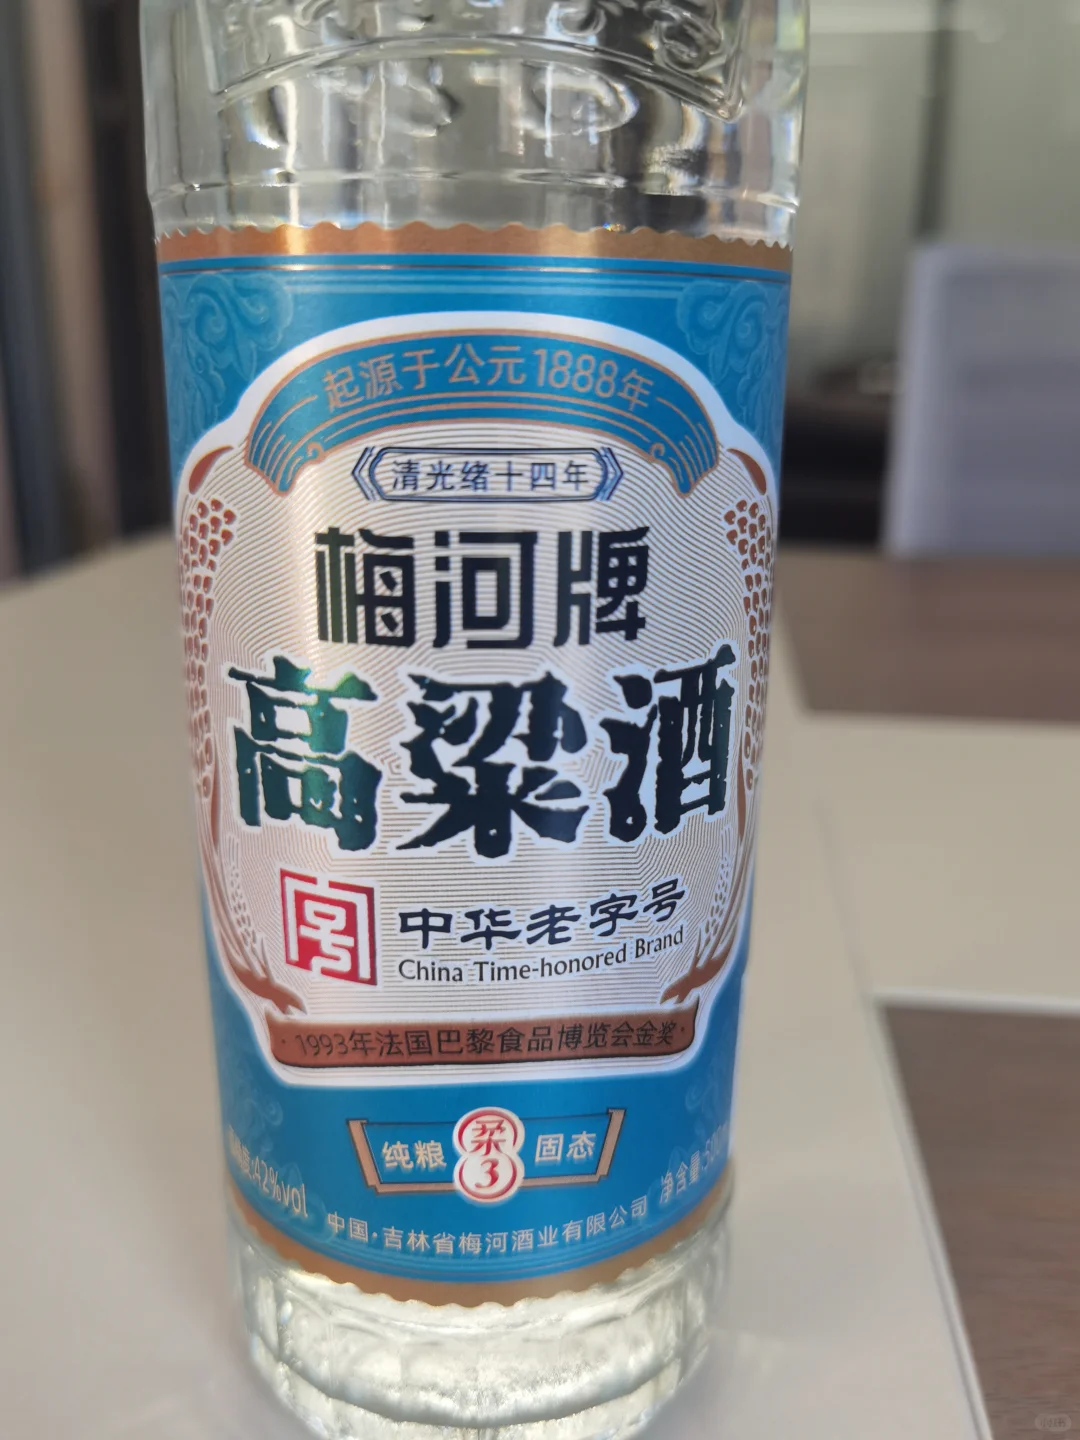 起源于公元1888年
清光绪十四年
梅河牌
高粱酒
中华老字号
China Time-honored Brand
·1993年法国巴黎食品博览会金奖·
纯粮 柔3 固态
42%vol
净含量:500
中国·吉林省梅河酒业有限公司